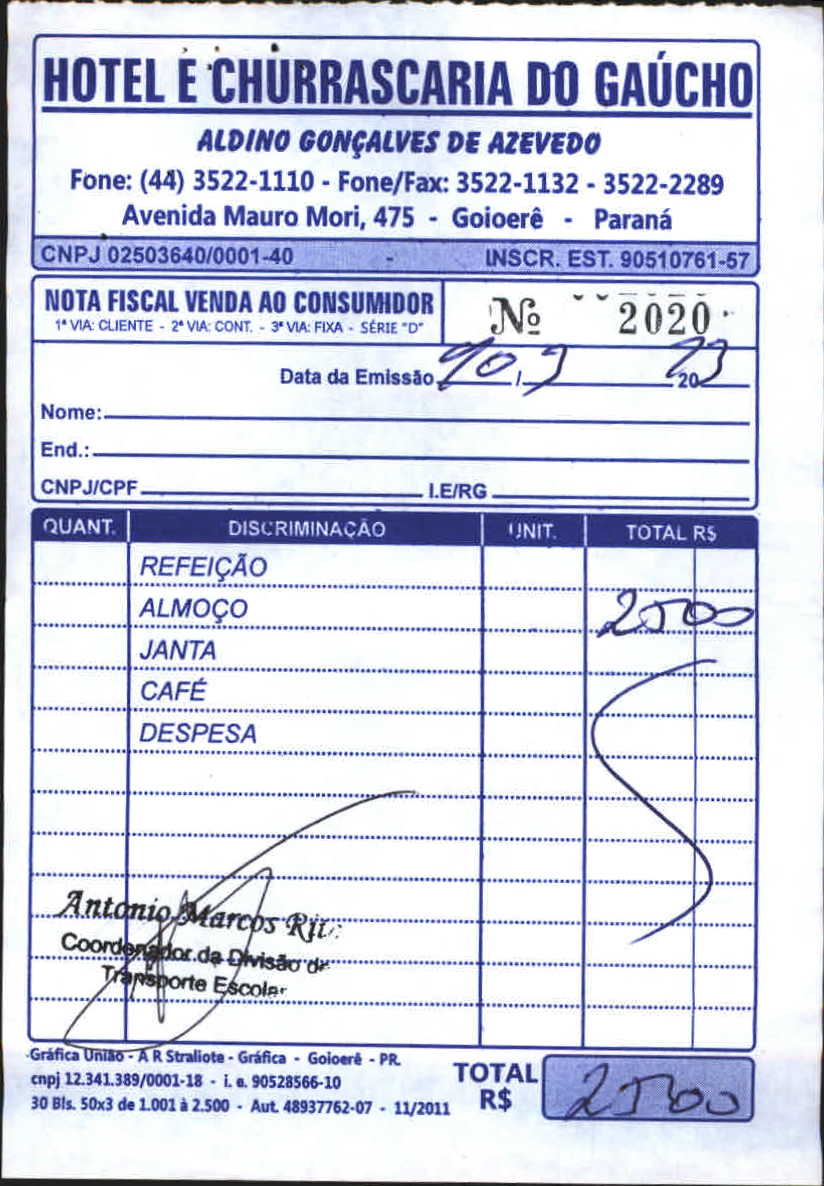 HOTEL E CHURRASCARIA DO GAÚCHO
ALDINO GONÇALVES DE AZEVEDO
Fone: (44) 3522-1110 - Fone/Fax: 3522-1132 - 3522-2289
Avenida Mauro Mori, 475 - Goioerê - Paraná
CNPJ 02503640/0001-40 - INSCR. EST. 90510761-57
NOTA FISCAL VENDA AO CONSUMIDOR Nº 2020
1ª VIA: CLIENTE - 2ª VIA: CONT. - 3ª VIA: FIXA - SÉRIE "D"
Data da Emissão / 2023
Nome:
End.:
CNPJ/CPF I.E/RG
QUANT. DISCRIMINAÇÃO UNIT. TOTAL R$
REFEIÇÃO
ALMOÇO 2500
JANTA
CAFÉ
DESPESA
Antonio Marcos
Coordenador da Divisão de
Transporte Escolar
Gráfica União - A R Straliote - Gráfica - Goioerê - PR
cnpj 12.341.389/0001-18 - i. e. 90528566-10
30 Bls. 50x3 de 1.001 à 2.500 - Aut. 48937762-07 - 11/2011
TOTAL R$ 2500